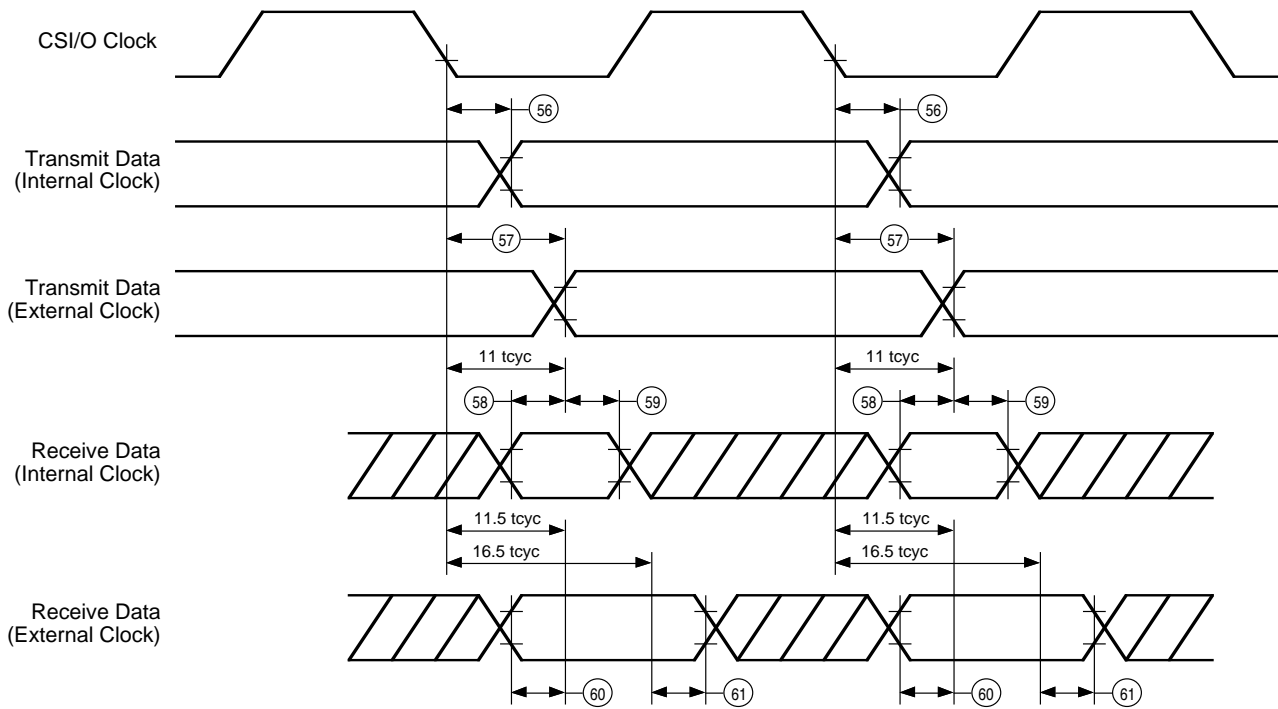 CSI/O Clock
56 56
Transmit Data
(Internal Clock)
57 57
Transmit Data
(External Clock)
11 tcyc 11 tcyc
58 59 58 59
Receive Data
(Internal Clock)
11.5 tcyc 11.5 tcyc
16.5 tcyc 16.5 tcyc
Receive Data
(External Clock)
60 61 60 61